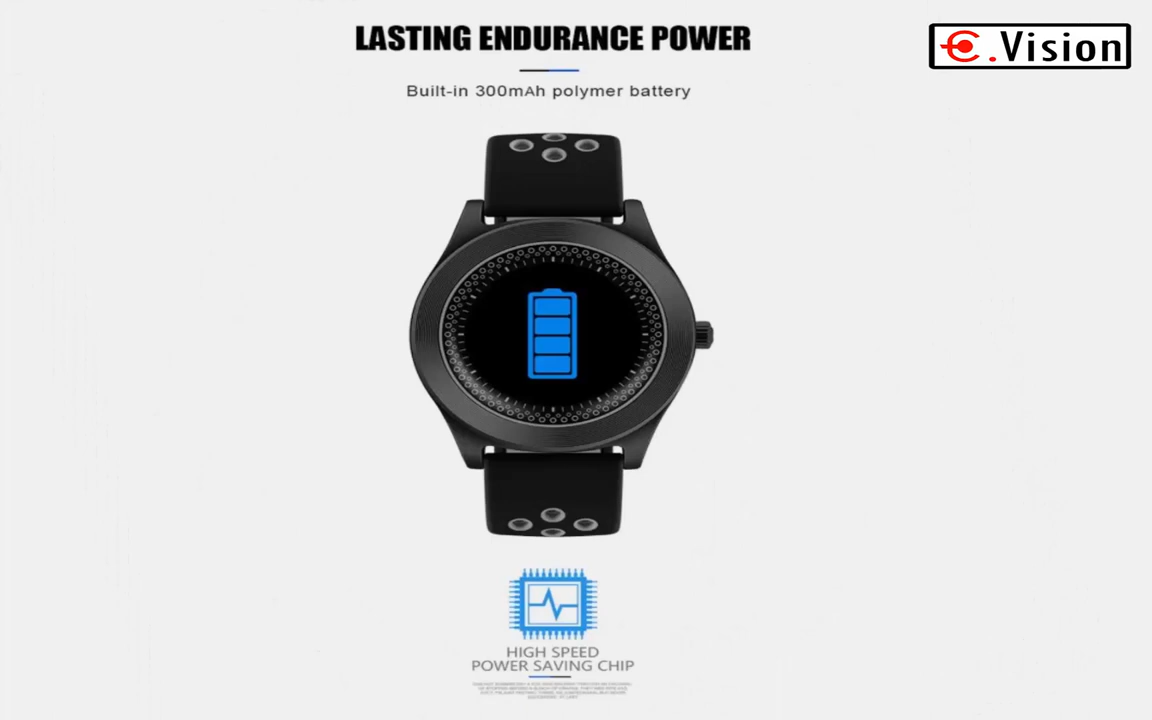 LASTING ENDURANCE POWER
e.Vision
Built-in 300mAh polymer battery
HIGH SPEED
POWER SAVING CHIP